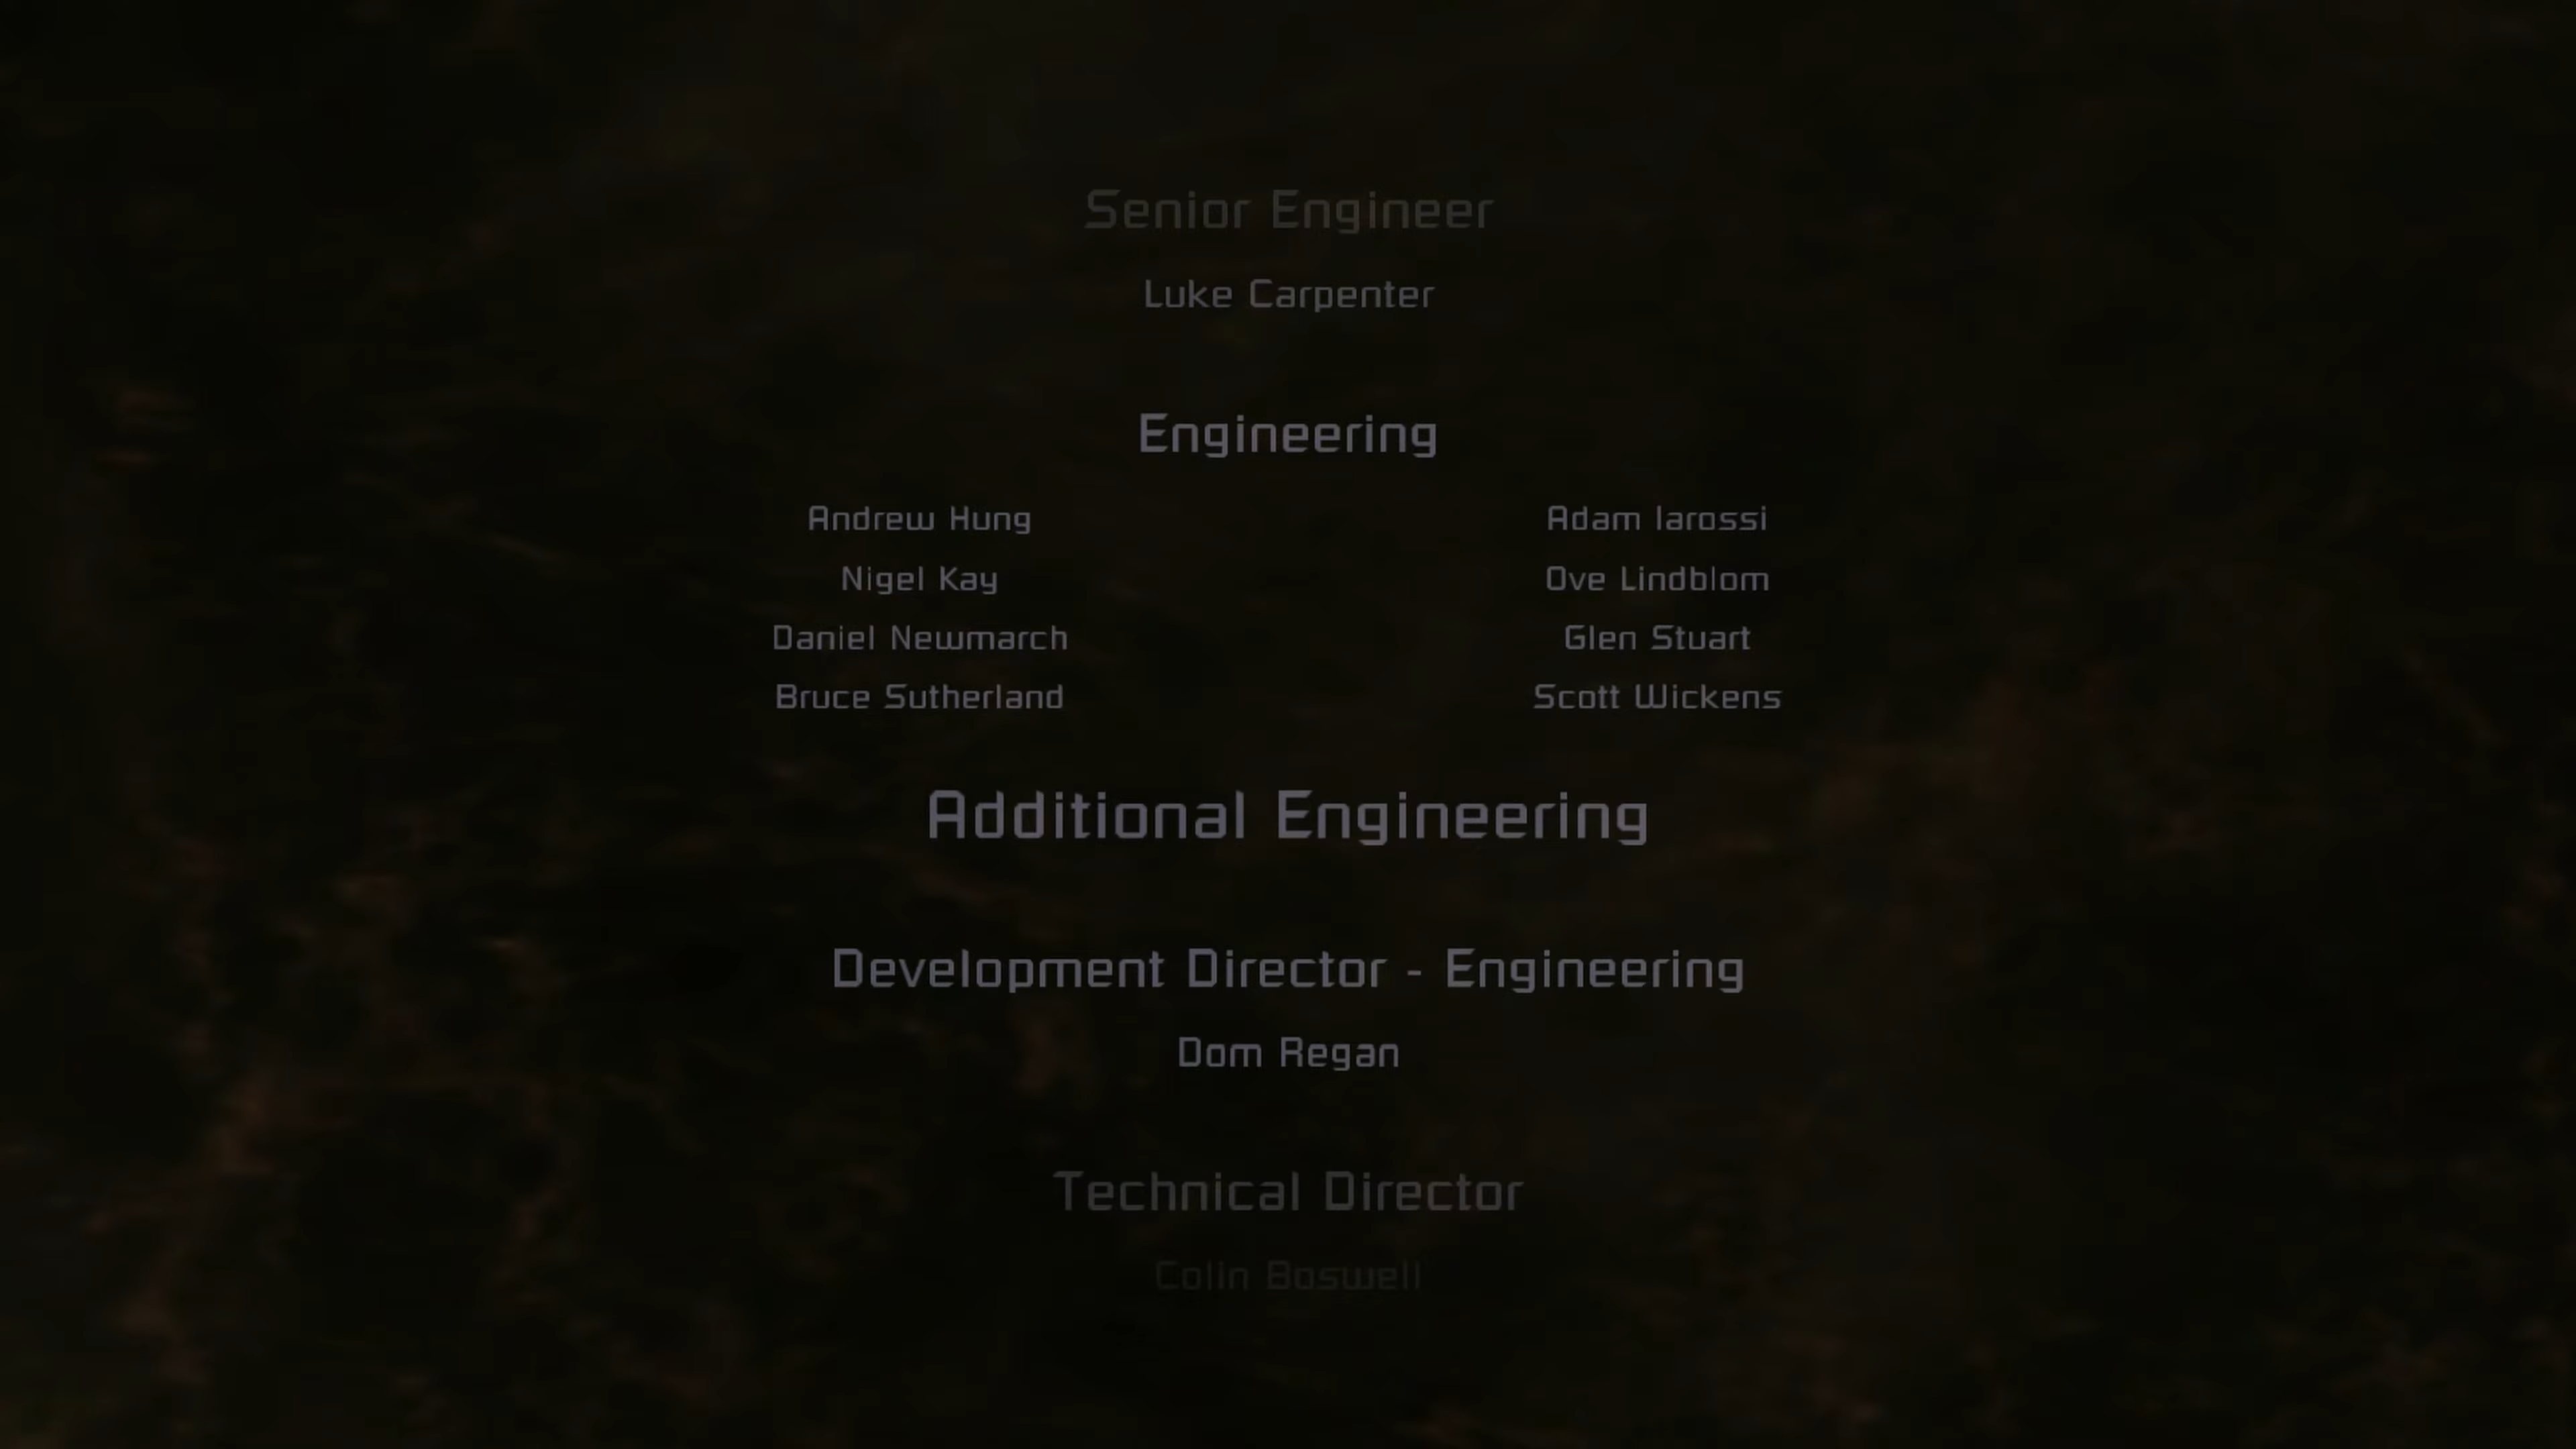 Senior Engineer
Luke Carpenter
Engineering
Andrew Hung Adam Iarossi
Nigel Kay Ove Lindblom
Daniel Newmarch Glen Stuart
Bruce Sutherland Scott Wickens
Additional Engineering
Development Director - Engineering
Dom Regan
Technical Director
Colin Boswell